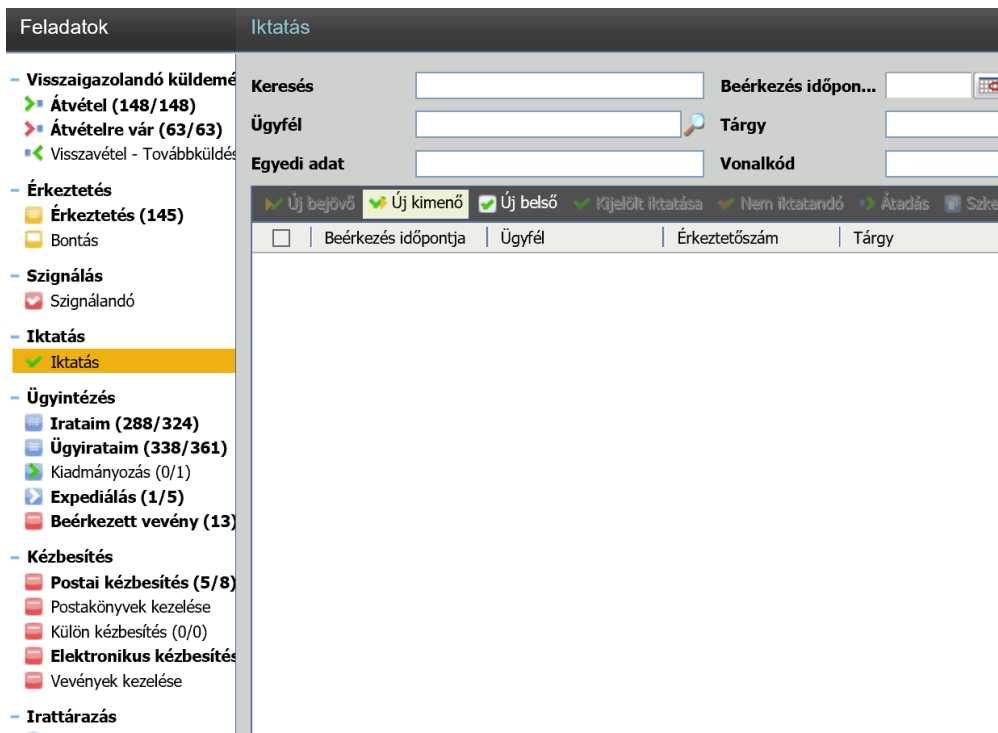 Feladatok
Iktatás
Visszaigazolandó küldemé
Átvétel (148/148)
Átvételre vár (63/63)
Visszavétel - Továbbküldés
Érkeztetés
Érkeztetés (145)
Bontás
Szignálás
Szignálandó
Iktatás
Iktatás
Ügyintézés
Irataim (288/324)
Ügyirataim (338/361)
Kiadmányozás (0/1)
Expediálás (1/5)
Beérkezett vevény (13)
Kézbesítés
Postai kézbesítés (5/8)
Postakönyvek kezelése
Külön kézbesítés (0/0)
Elektronikus kézbesítés
Vevények kezelése
Irattárazás
Keresés Beérkezés időpon...
Ügyfél Tárgy
Egyedi adat Vonalkód
Új bejövő Új kimenő Új belső Kijelölt iktatása Nem iktatandó Átadás Szke
Beérkezés időpontja Ügyfél Érkeztetőszám Tárgy